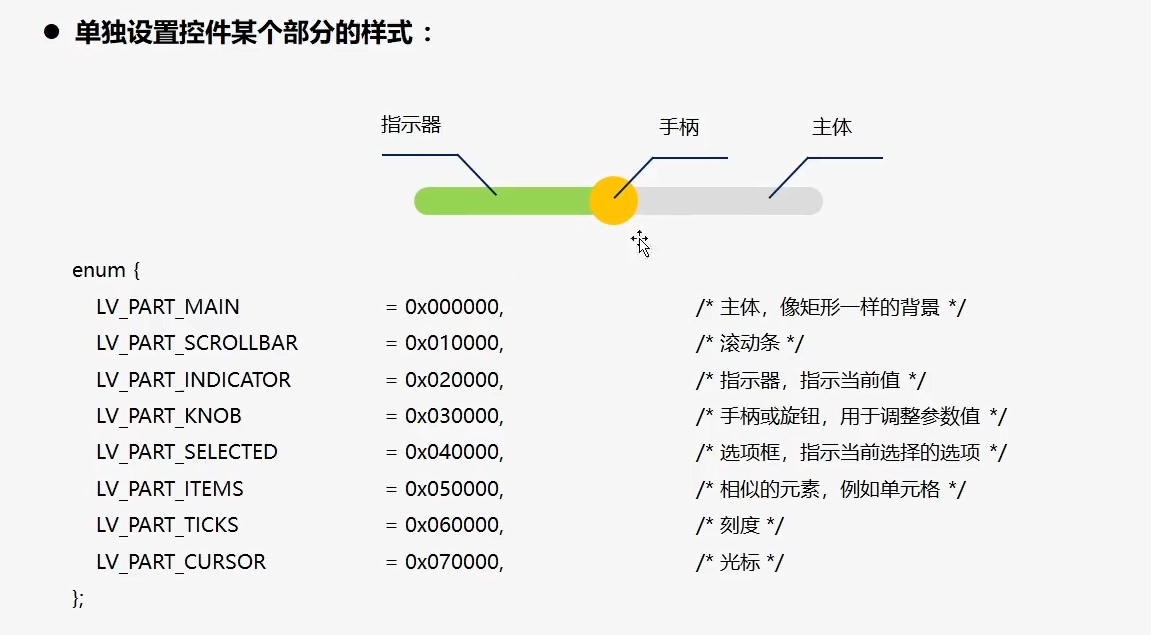 ● 单独设置控件某个部分的样式：
指示器 手柄 主体
enum {
LV_PART_MAIN = 0x000000, /* 主体，像矩形一样的背景 */
LV_PART_SCROLLBAR = 0x010000, /* 滚动条 */
LV_PART_INDICATOR = 0x020000, /* 指示器，指示当前值 */
LV_PART_KNOB = 0x030000, /* 手柄或旋钮，用于调整参数值 */
LV_PART_SELECTED = 0x040000, /* 选项框，指示当前选择的选项 */
LV_PART_ITEMS = 0x050000, /* 相似的元素，例如单元格 */
LV_PART_TICKS = 0x060000, /* 刻度 */
LV_PART_CURSOR = 0x070000, /* 光标 */
};